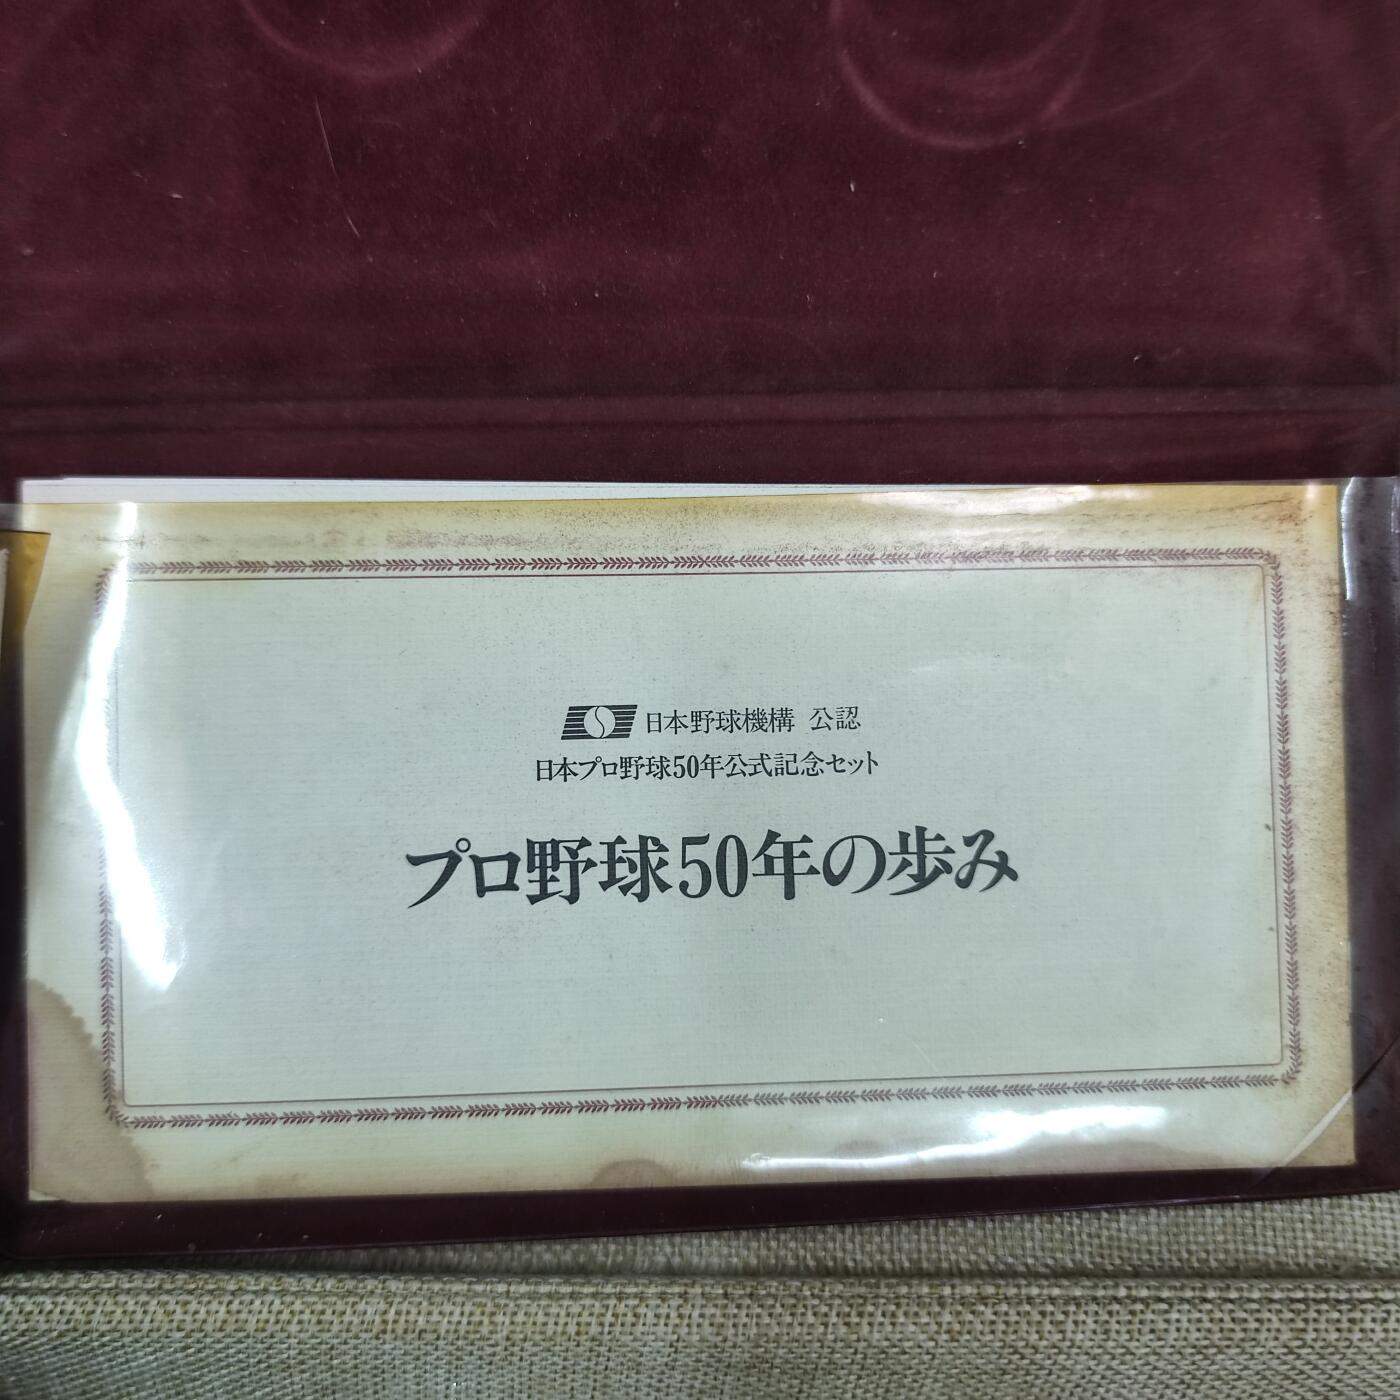 日本野球機構 公認
日本プロ野球50年公式記念セット
プロ野球50年の歩み